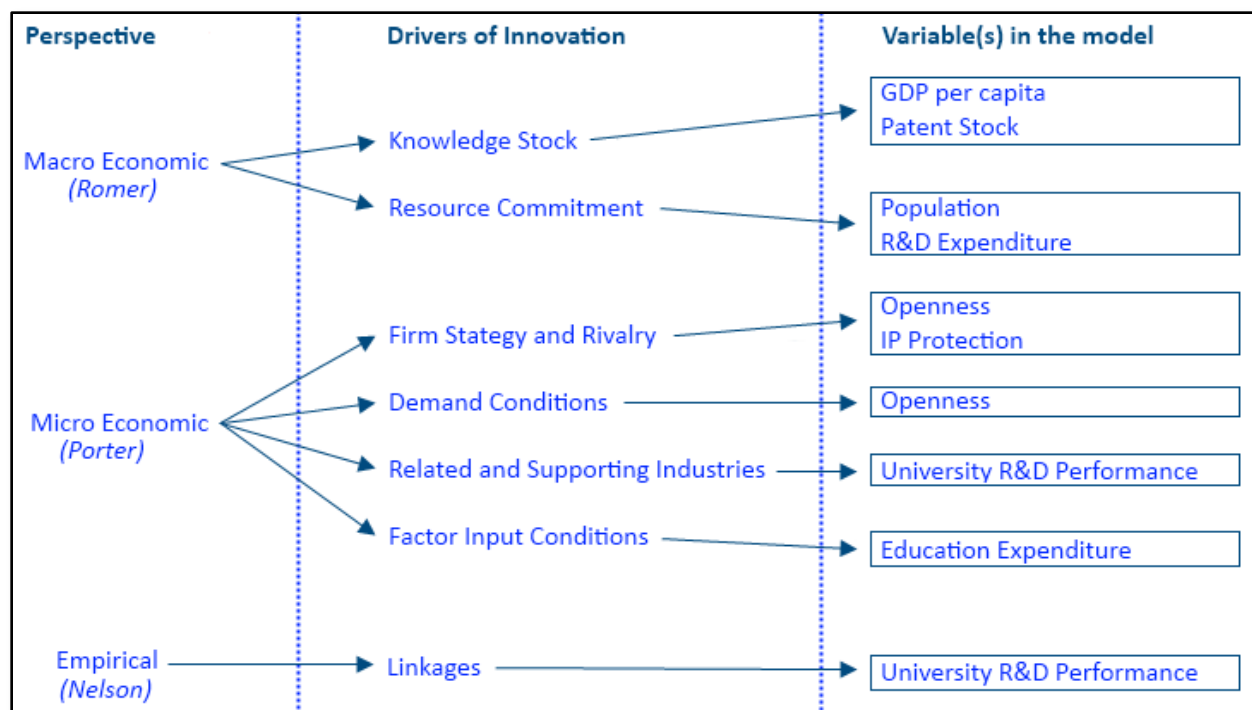 Perspective
Drivers of Innovation
Variable(s) in the model
Macro Economic
(Romer)
Knowledge Stock
GDP per capita
Patent Stock
Resource Commitment
Population
R&D Expenditure
Micro Economic
(Porter)
Firm Stategy and Rivalry
Openness
IP Protection
Demand Conditions
Openness
Related and Supporting Industries
University R&D Performance
Factor Input Conditions
Education Expenditure
Empirical
(Nelson)
Linkages
University R&D Performance